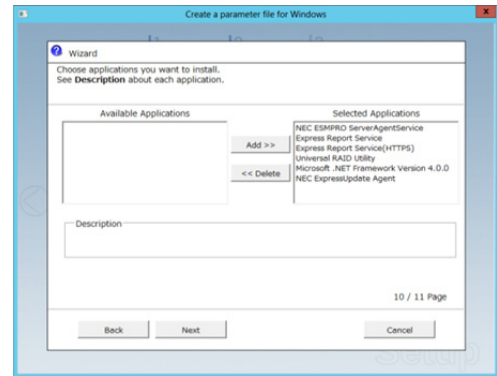 Create a parameter file for Windows
x
Wizard
Choose applications you want to install.
See Description about each application.
Available Applications
Selected Applications
Add >>
<< Delete
NEC ESMPRO ServerAgentService
Express Report Service
Express Report Service(HTTPS)
Universal RAID Utility
Microsoft .NET Framework Version 4.0.0
NEC ExpressUpdate Agent
Description
10 / 11 Page
Back
Next
Cancel
Setup